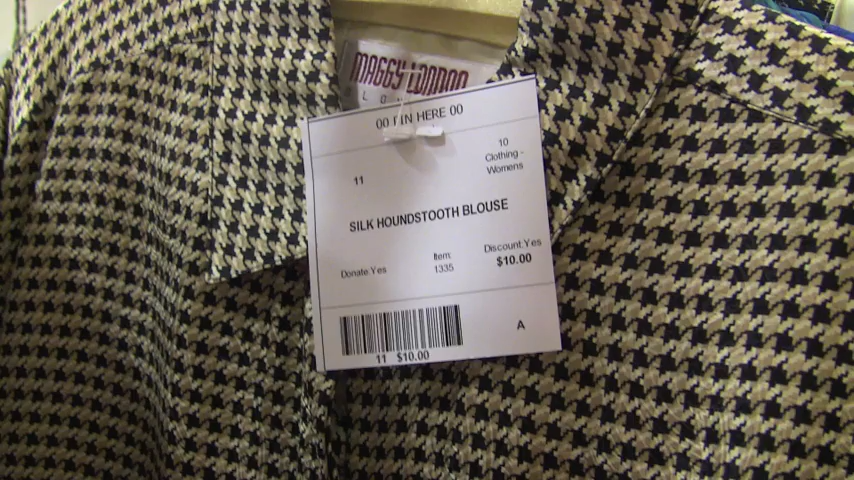 MAGGY LONDON
00 PIN HERE 00
10
Clothing -
Womens
11
SILK HOUNDSTOOTH BLOUSE
Donate:Yes
Item:
1335
Discount:Yes
$10.00
A
11 $10.00